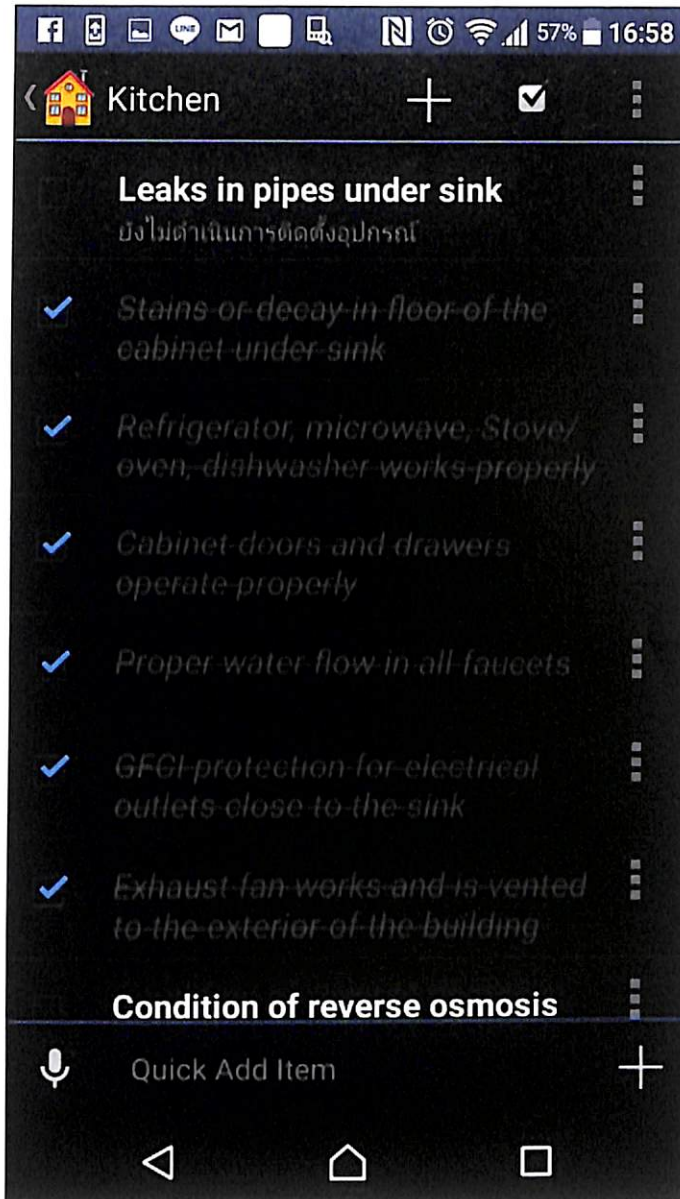 LINE
57% 16:58
Kitchen
Leaks in pipes under sink
ยังไม่ดำเนินการติดตั้งอุปกรณ์
Stains or decay in floor of the
cabinet under sink
Refrigerator, microwave, Stove/
oven, dishwasher works properly
Cabinet doors and drawers
operate properly
Proper water flow in all faucets
GFCI protection for electrical
outlets close to the sink
Exhaust fan works and is vented
to the exterior of the building
Condition of reverse osmosis
Quick Add Item